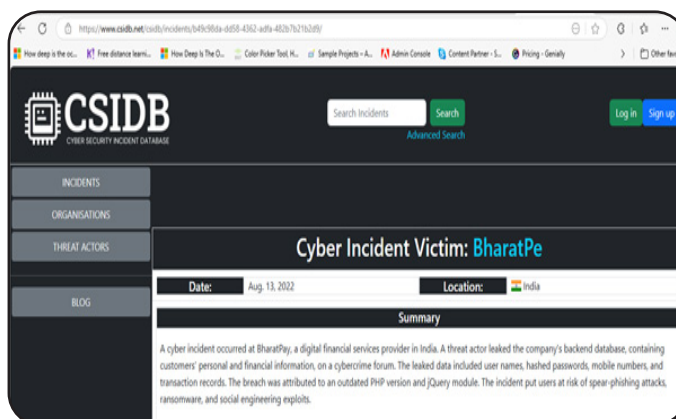 https://www.csidb.net/csidb/incidents/b49c98da-dd58-4362-adfa-482b7b21b2d9/
How deep is the oc... Free distance learni... How Deep Is The O... Color Picker Tool, H... Sample Projects – A... Admin Console Content Partner - S... Pricing - Genially Other fav
CSIDB
CYBER SECURITY INCIDENT DATABASE
Search Incidents Search
Advanced Search
Log in Sign up
INCIDENTS
ORGANISATIONS
THREAT ACTORS
BLOG
Cyber Incident Victim: BharatPe
Date: Aug. 13, 2022 Location: India
Summary
A cyber incident occurred at BharatPay, a digital financial services provider in India. A threat actor leaked the company's backend database, containing
customers' personal and financial information, on a cybercrime forum. The leaked data included user names, hashed passwords, mobile numbers, and
transaction records. The breach was attributed to an outdated PHP version and jQuery module. The incident put users at risk of spear-phishing attacks,
ransomware, and social engineering exploits.